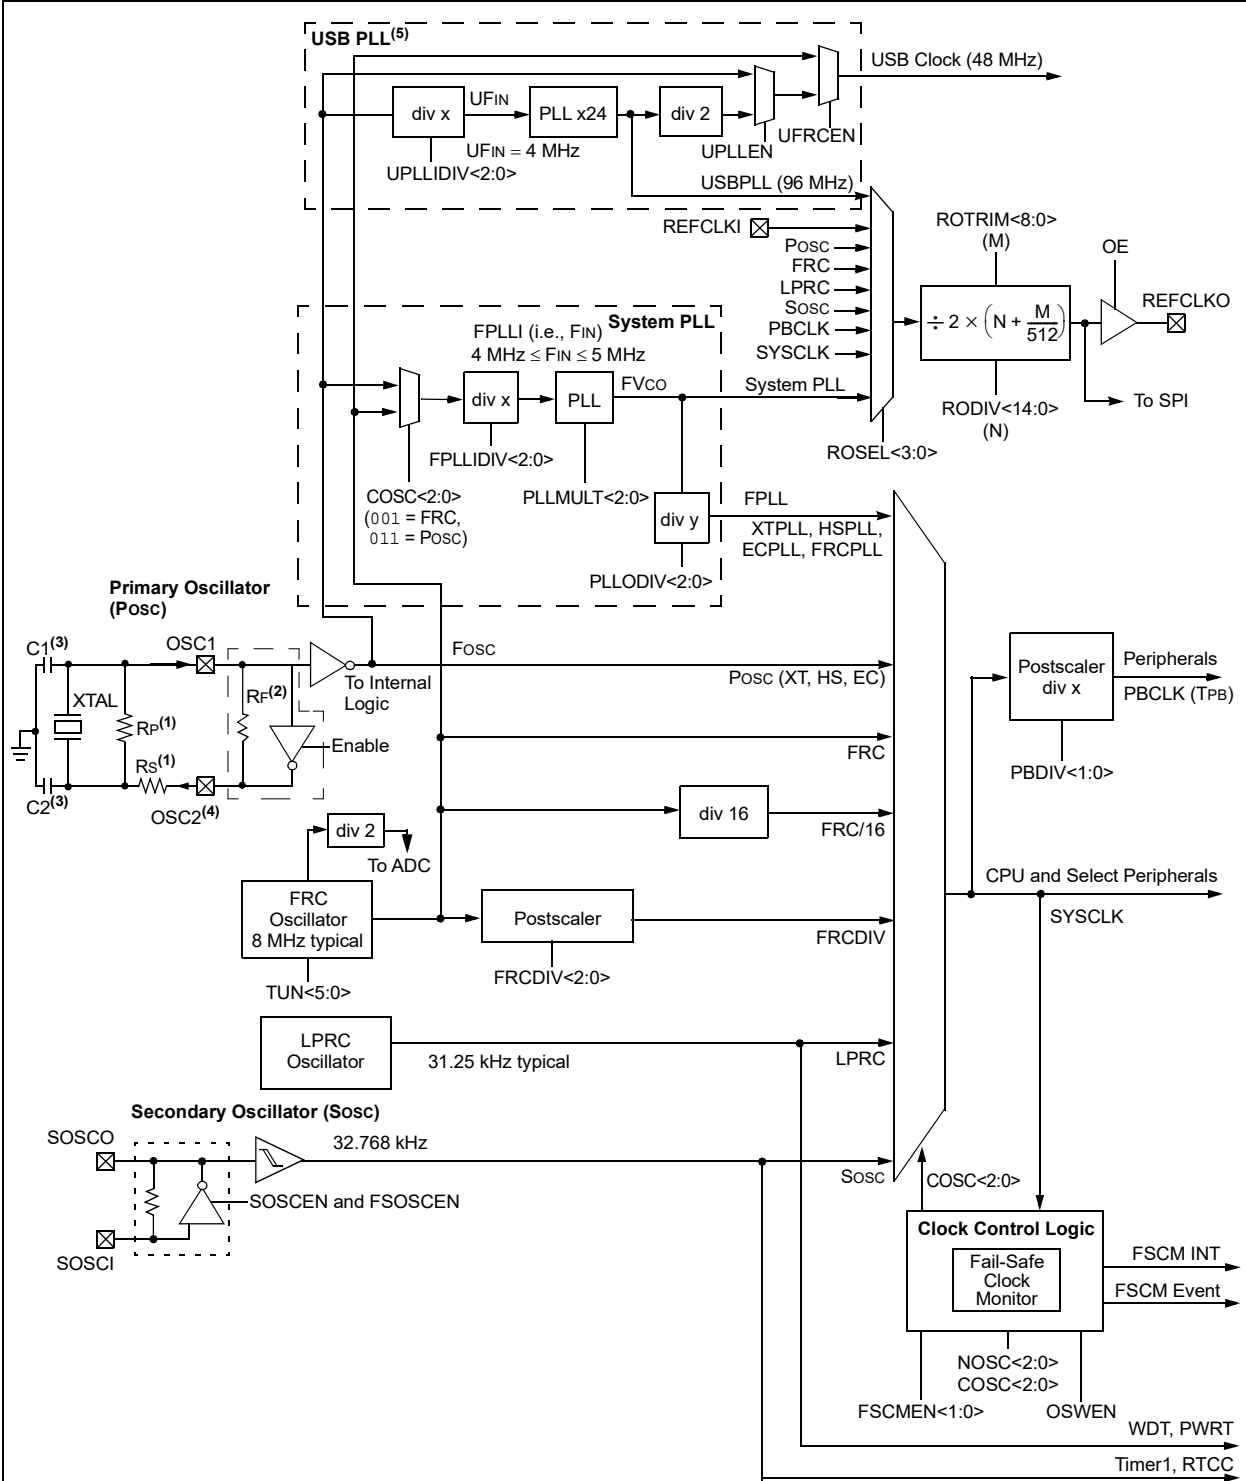 USB PLL(5)
USB Clock (48 MHz)
div x
UFIN
PLL x24
div 2
UFIN = 4 MHz
UPLLIDIV<2:0>
UPLLEN
UFRCEN
USBPLL (96 MHz)
REFCLKI
POSC
FRC
LPRC
SOSC
PBCLK
SYSCLK
ROTRIM<8:0>
(M)
OE
REFCLKO
÷ 2 × (N + M/512)
To SPI
RODIV<14:0>
(N)
ROSEL<3:0>
System PLL
FPLLI (i.e., FIN)
4 MHz ≤ FIN ≤ 5 MHz
div x
PLL
FVCO
System PLL
FPLLIDIV<2:0>
COSC<2:0>
(001 = FRC,
011 = POSC)
PLLMULT<2:0>
div y
PLLODIV<2:0>
FPLL
XTPLL, HSPLL,
ECPLL, FRCPLL
Primary Oscillator
(POSC)
C1(3)
OSC1
XTAL
RP(1)
RF(2)
RS(1)
C2(3)
OSC2(4)
To Internal
Logic
Enable
FOSC
POSC (XT, HS, EC)
FRC
div 16
FRC/16
div 2
To ADC
FRC
Oscillator
8 MHz typical
TUN<5:0>
Postscaler
FRCDIV<2:0>
FRCDIV
Postscaler
div x
Peripherals
PBCLK (TPB)
PBDIV<1:0>
CPU and Select Peripherals
SYSCLK
LPRC
Oscillator
31.25 kHz typical
LPRC
Secondary Oscillator (SOSC)
SOSCO
32.768 kHz
SOSCEN and FSOSCEN
SOSCI
SOSC
COSC<2:0>
Clock Control Logic
Fail-Safe
Clock
Monitor
FSCM INT
FSCM Event
NOSC<2:0>
COSC<2:0>
FSCMEN<1:0>
OSWEN
WDT, PWRT
Timer1, RTCC